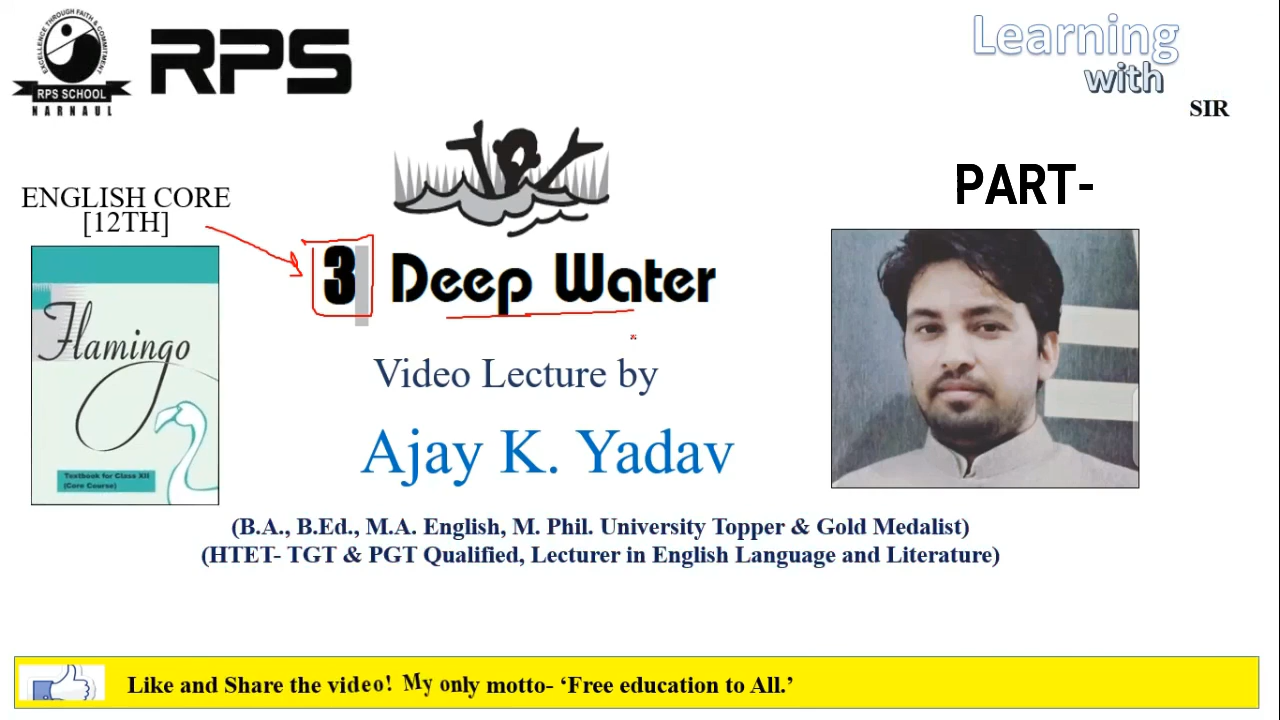 EXCELLENCE THROUGH FAITH & COMMITMENT
RPS SCHOOL
NARNAUL
RPS
Learning
with
SIR
PART-
ENGLISH CORE
[12TH]
Flamingo
Textbook for Class XII
(Core Course)
3 Deep Water
Video Lecture by
Ajay K. Yadav
(B.A., B.Ed., M.A. English, M. Phil. University Topper & Gold Medalist)
(HTET- TGT & PGT Qualified, Lecturer in English Language and Literature)
Like and Share the video! My only motto- ‘Free education to All.’